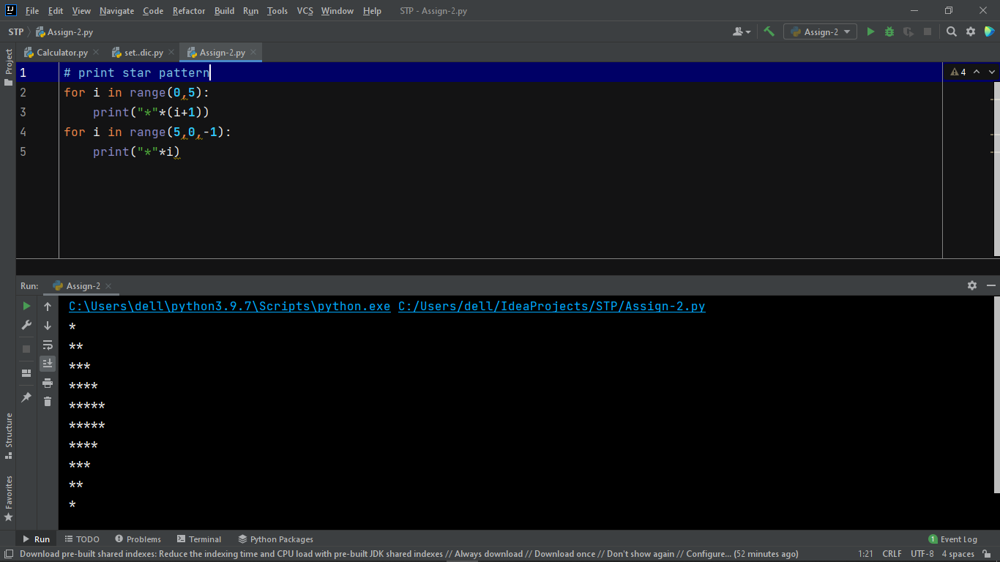 File Edit View Navigate Code Refactor Build Run Tools VCS Window Help STP - Assign-2.py
STP Assign-2.py Assign-2
Project
Calculator.py set..dic.py Assign-2.py
1 # print star pattern 4
2 for i in range(0,5):
3     print("*"*(i+1))
4 for i in range(5,0,-1):
5     print("*"*i)
Run: Assign-2
C:\Users\dell\python3.9.7\Scripts\python.exe C:/Users/dell/IdeaProjects/STP/Assign-2.py
*
**
***
****
*****
*****
****
***
**
*
Structure
Favorites
Run TODO Problems Terminal Python Packages 1 Event Log
Download pre-built shared indexes: Reduce the indexing time and CPU load with pre-built JDK shared indexes // Always download // Download once // Don't show again // Configure... (52 minutes ago) 1:21 CRLF UTF-8 4 spaces